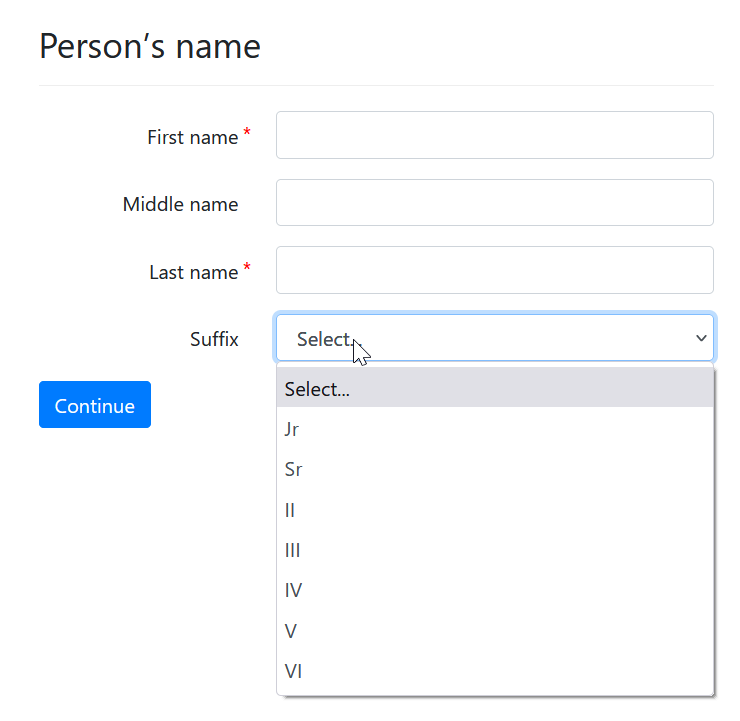 Person’s name
First name *
Middle name
Last name *
Suffix
Select...
Continue
Select...
Jr
Sr
II
III
IV
V
VI